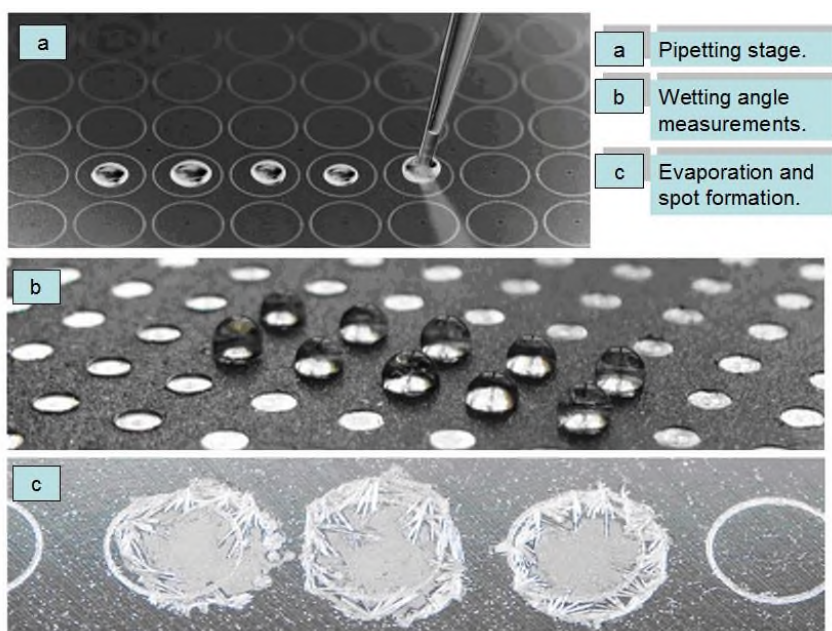 a
a Pipetting stage.
b Wetting angle
measurements.
c Evaporation and
spot formation.
b
c